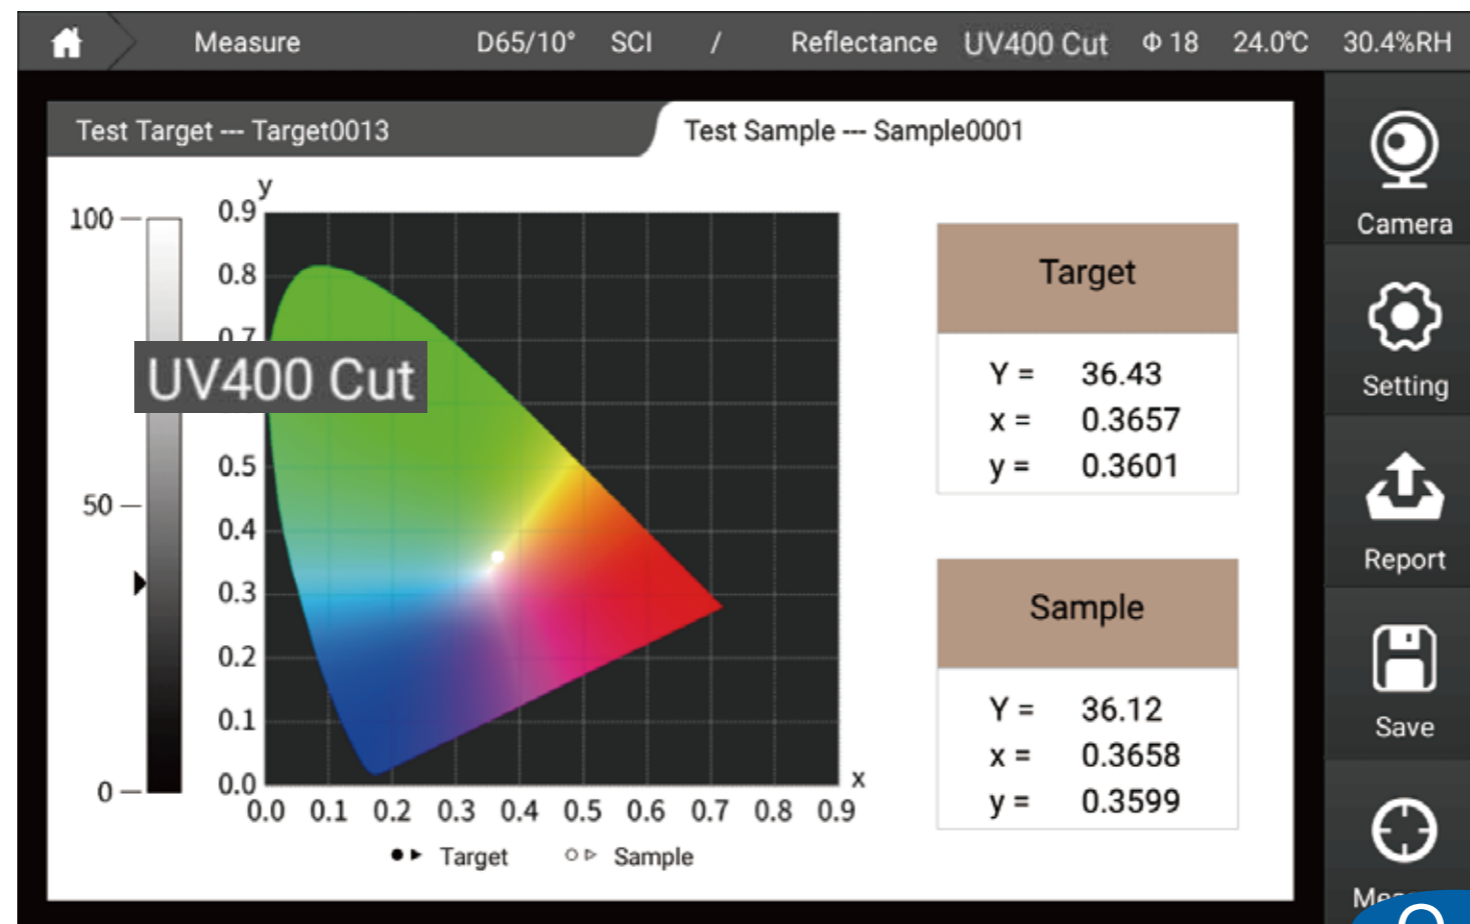 Measure D65/10° SCI / Reflectance UV400 Cut Φ 18 24.0°C 30.4%RH
Test Target --- Target0013
Test Sample --- Sample0001
y
100
50
0
0.9
0.8
0.7
UV400 Cut
0.5
0.4
0.3
0.2
0.1
0.0
0.0 0.1 0.2 0.3 0.4 0.5 0.6 0.7 0.8 0.9
x
Target Sample
Target
Y = 36.43
x = 0.3657
y = 0.3601
Sample
Y = 36.12
x = 0.3658
y = 0.3599
Camera
Setting
Report
Save